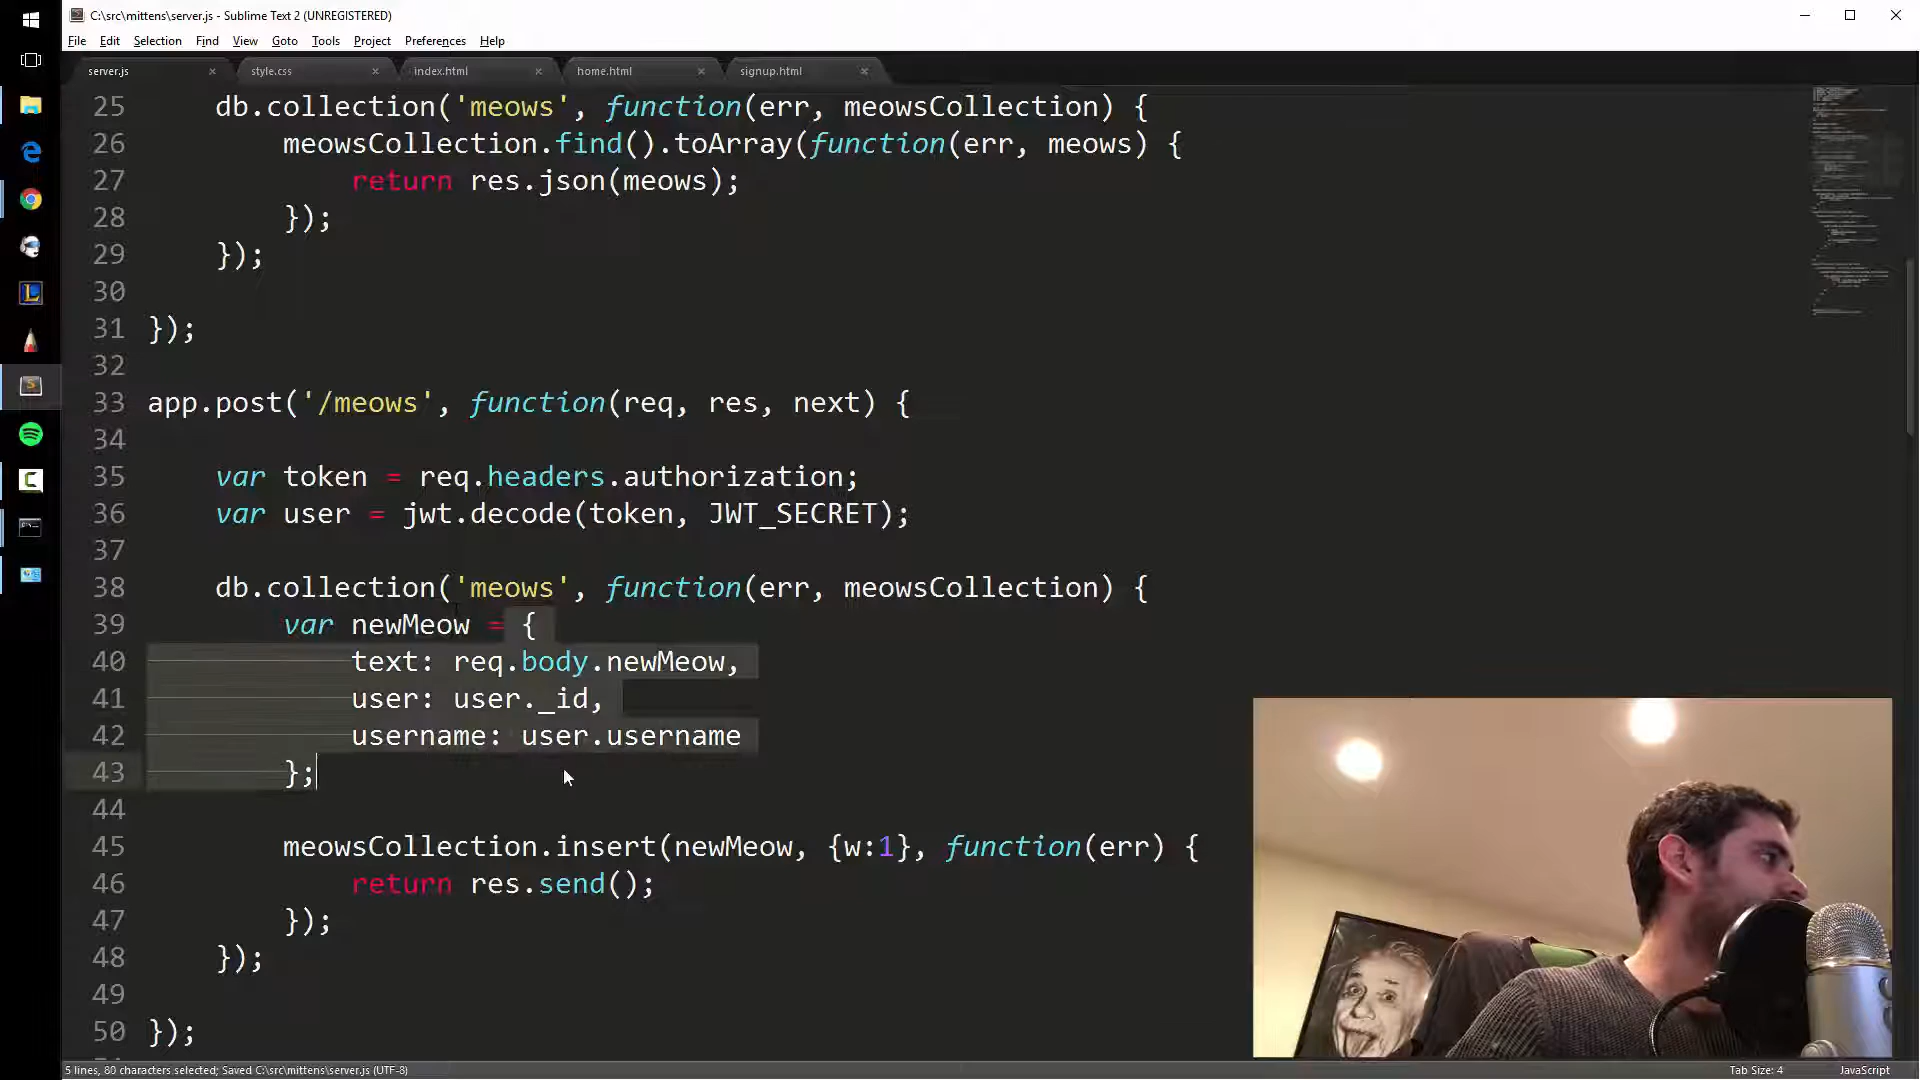 C:\src\mittens\server.js - Sublime Text 2 (UNREGISTERED)
File Edit Selection Find View Goto Tools Project Preferences Help
server.js × style.css × index.html × home.html × signup.html ×
25 db.collection('meows', function(err, meowsCollection) {
26 meowsCollection.find().toArray(function(err, meows) {
27 return res.json(meows);
28 });
29 });
30
31 });
32
33 app.post('/meows', function(req, res, next) {
34
35 var token = req.headers.authorization;
36 var user = jwt.decode(token, JWT_SECRET);
37
38 db.collection('meows', function(err, meowsCollection) {
39 var newMeow = {
40 text: req.body.newMeow,
41 user: user._id,
42 username: user.username
43 };
44
45 meowsCollection.insert(newMeow, {w:1}, function(err) {
46 return res.send();
47 });
48 });
49
50 });
5 lines, 80 characters selected; Saved C:\src\mittens\server.js (UTF-8) Tab Size: 4 JavaScript